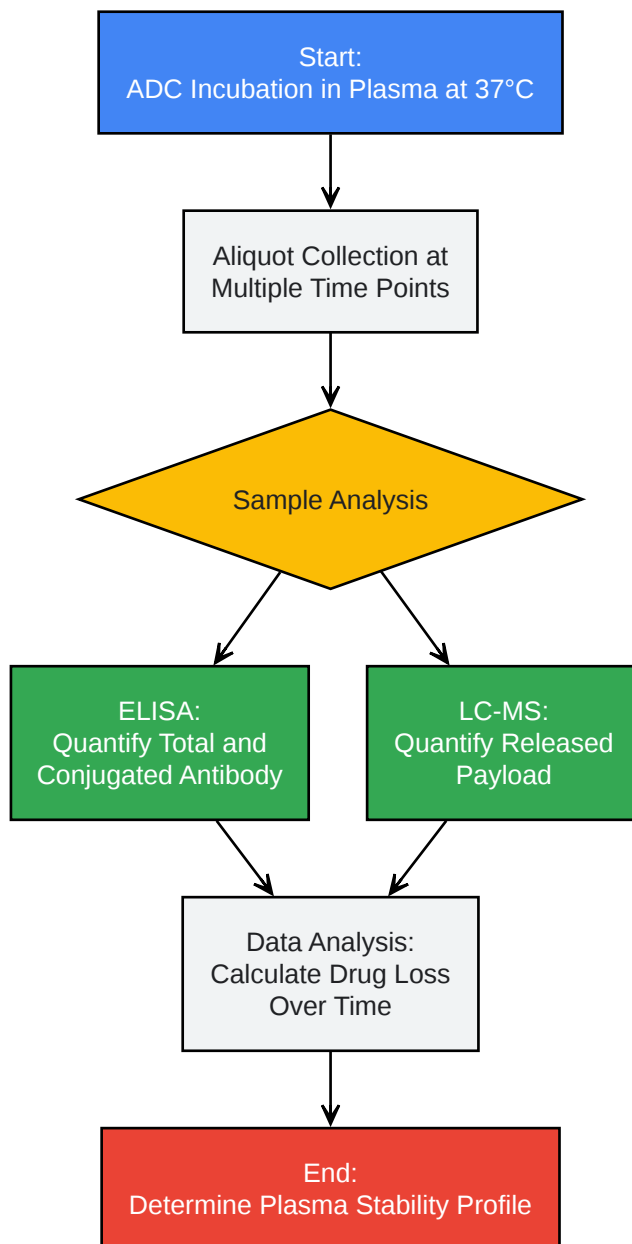 Start:
ADC Incubation in Plasma at 37°C
Aliquot Collection at
Multiple Time Points
Sample Analysis
ELISA:
Quantify Total and
Conjugated Antibody
LC-MS:
Quantify Released
Payload
Data Analysis:
Calculate Drug Loss
Over Time
End:
Determine Plasma Stability Profile